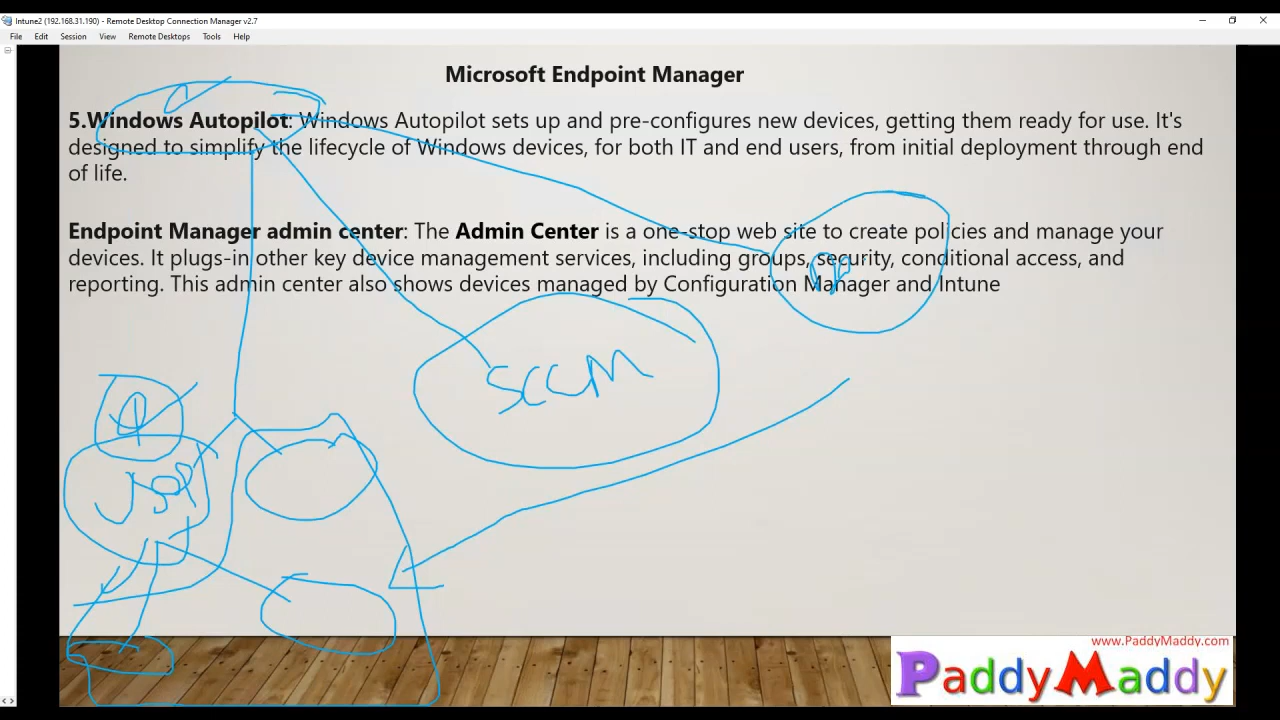 Intune2 (192.168.31.190) - Remote Desktop Connection Manager v2.7
File Edit Session View Remote Desktops Tools Help
Microsoft Endpoint Manager
5.Windows Autopilot: Windows Autopilot sets up and pre-configures new devices, getting them ready for use. It's
designed to simplify the lifecycle of Windows devices, for both IT and end users, from initial deployment through end
of life.
Endpoint Manager admin center: The Admin Center is a one-stop web site to create policies and manage your
devices. It plugs-in other key device management services, including groups, security, conditional access, and
reporting. This admin center also shows devices managed by Configuration Manager and Intune
SCCM
www.PaddyMaddy.com
PaddyMaddy